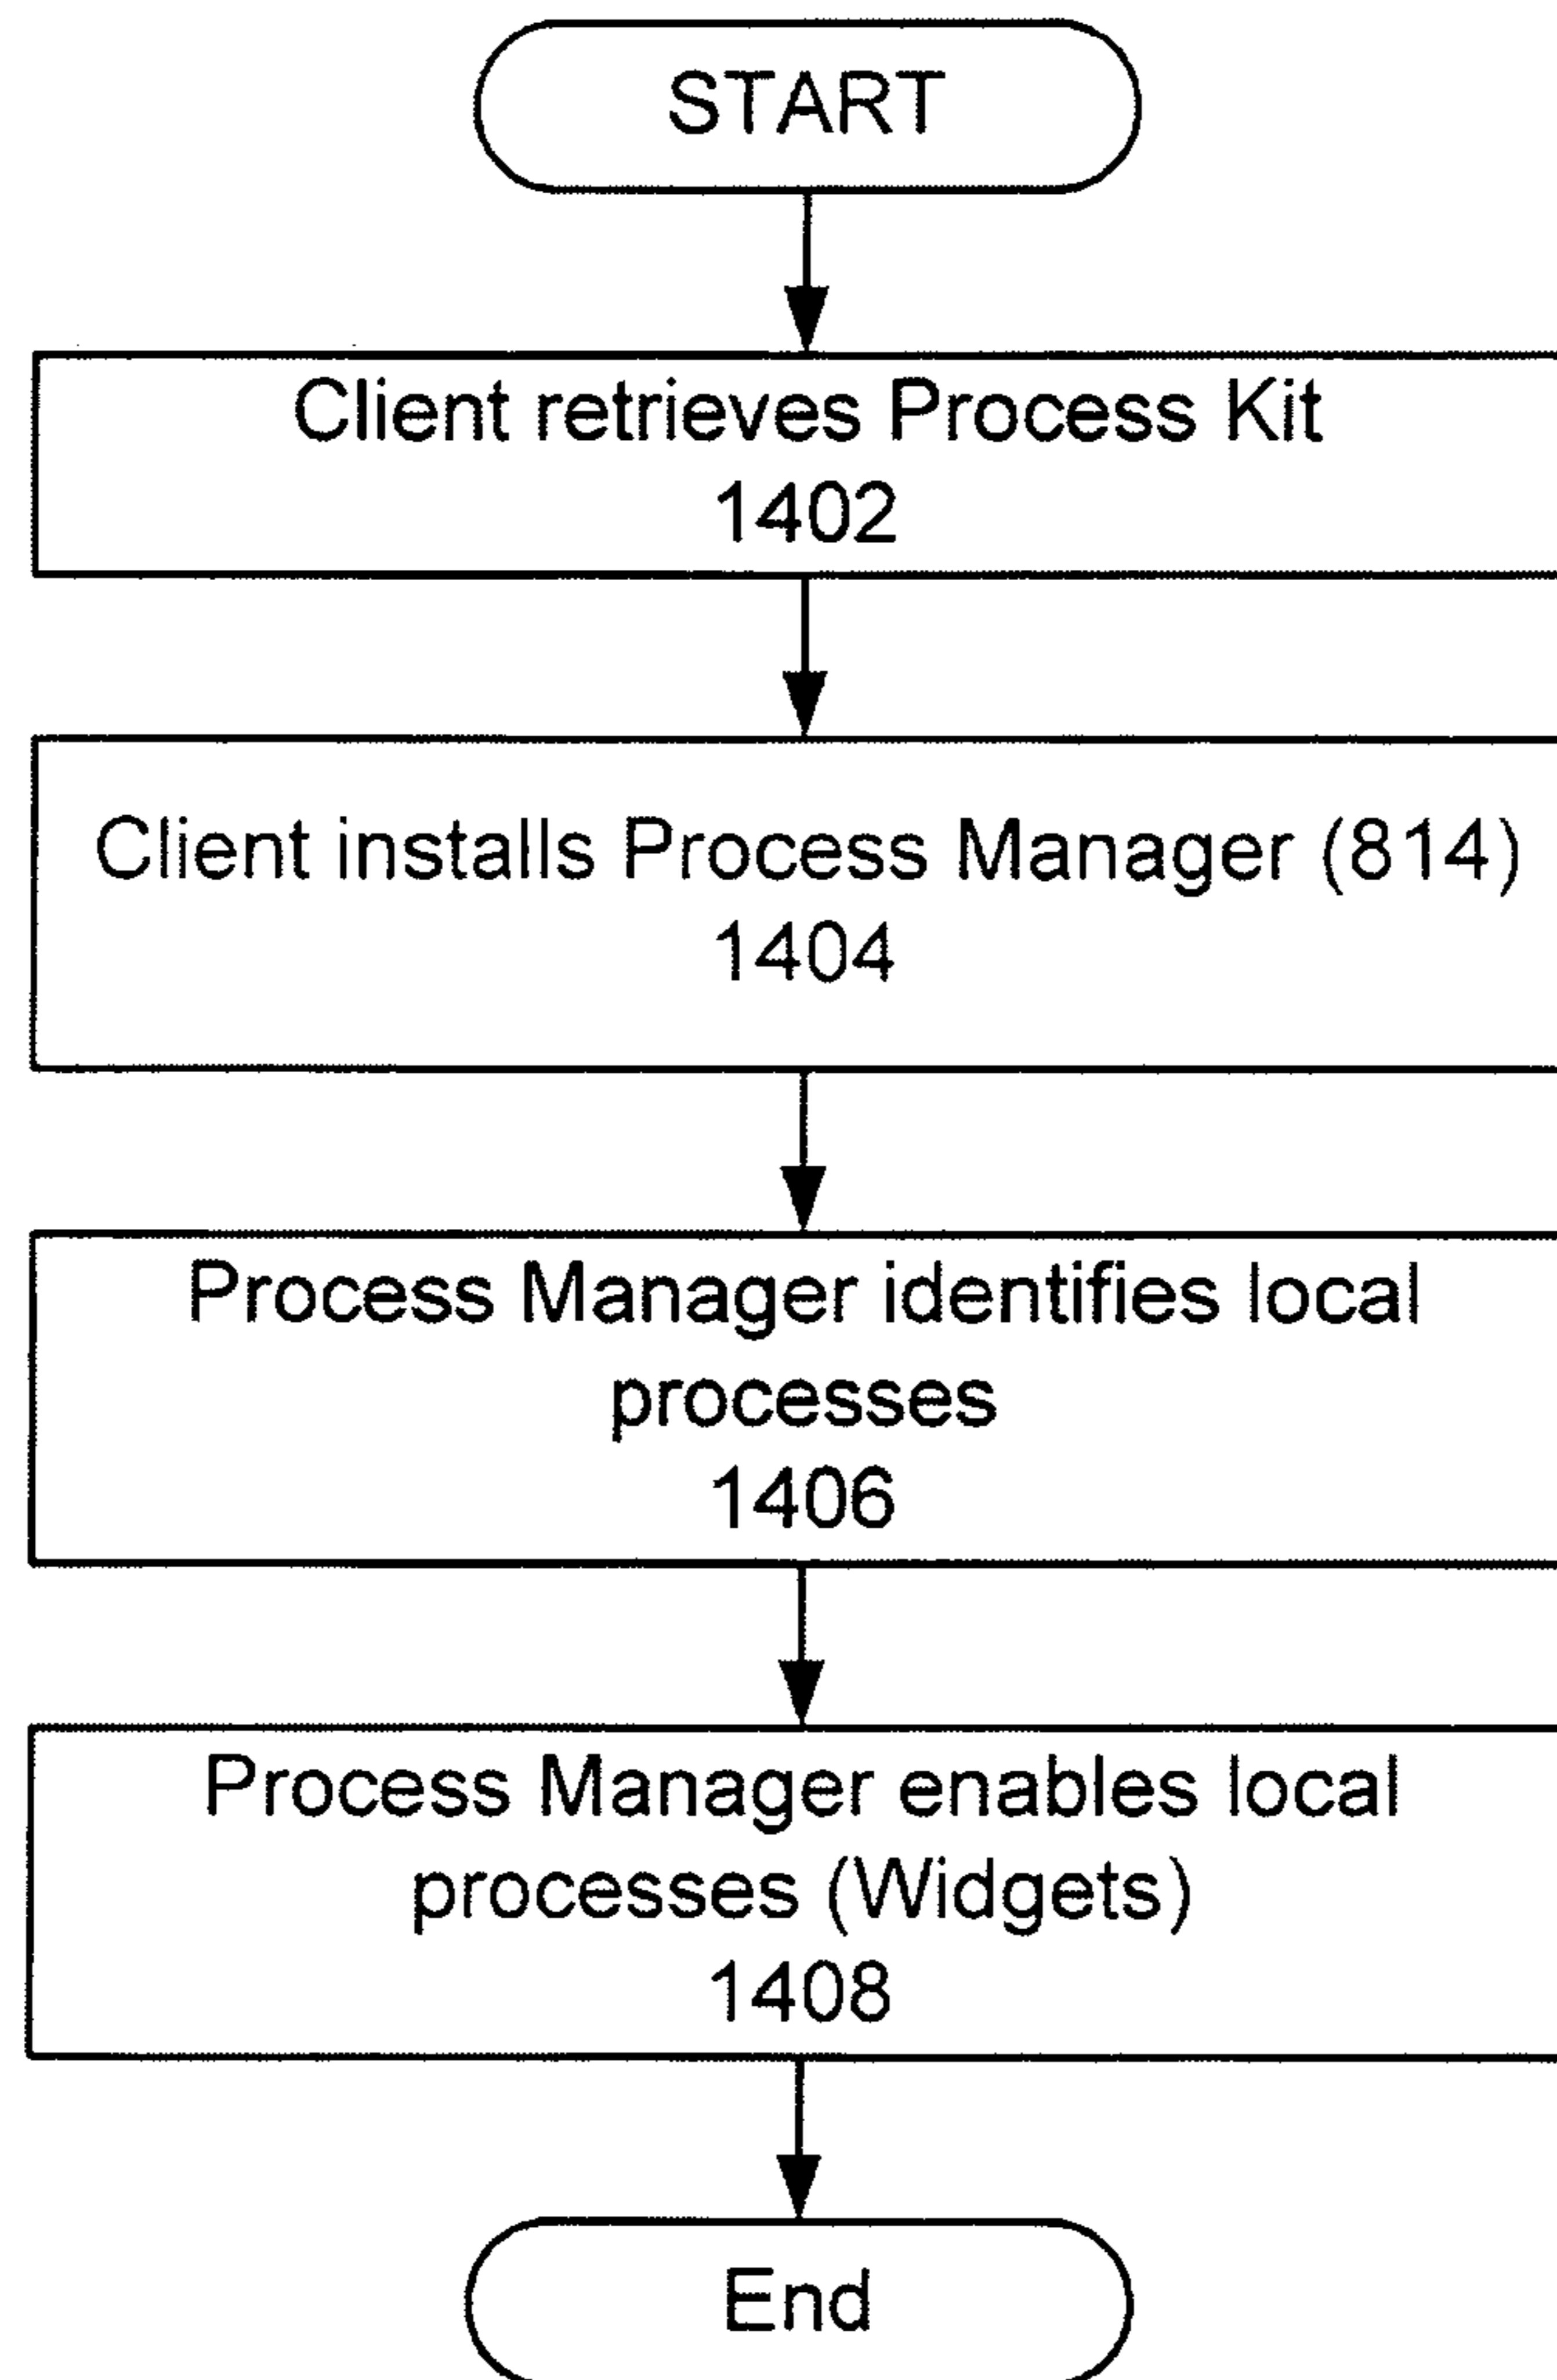 START
Client retrieves Process Kit
1402
Client installs Process Manager (814)
1404
Process Manager identifies local
processes
1406
Process Manager enables local
processes (Widgets)
1408
End